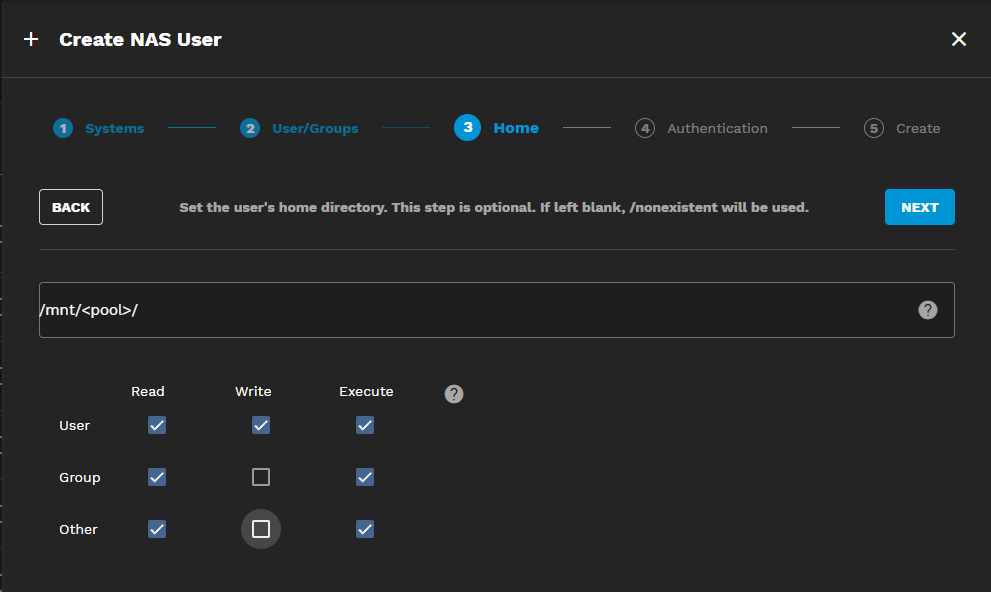 + Create NAS User
1 Systems 2 User/Groups 3 Home 4 Authentication 5 Create
BACK Set the user's home directory. This step is optional. If left blank, /nonexistent will be used. NEXT
/mnt/<pool>/ ?
Read Write Execute ?
User
Group
Other